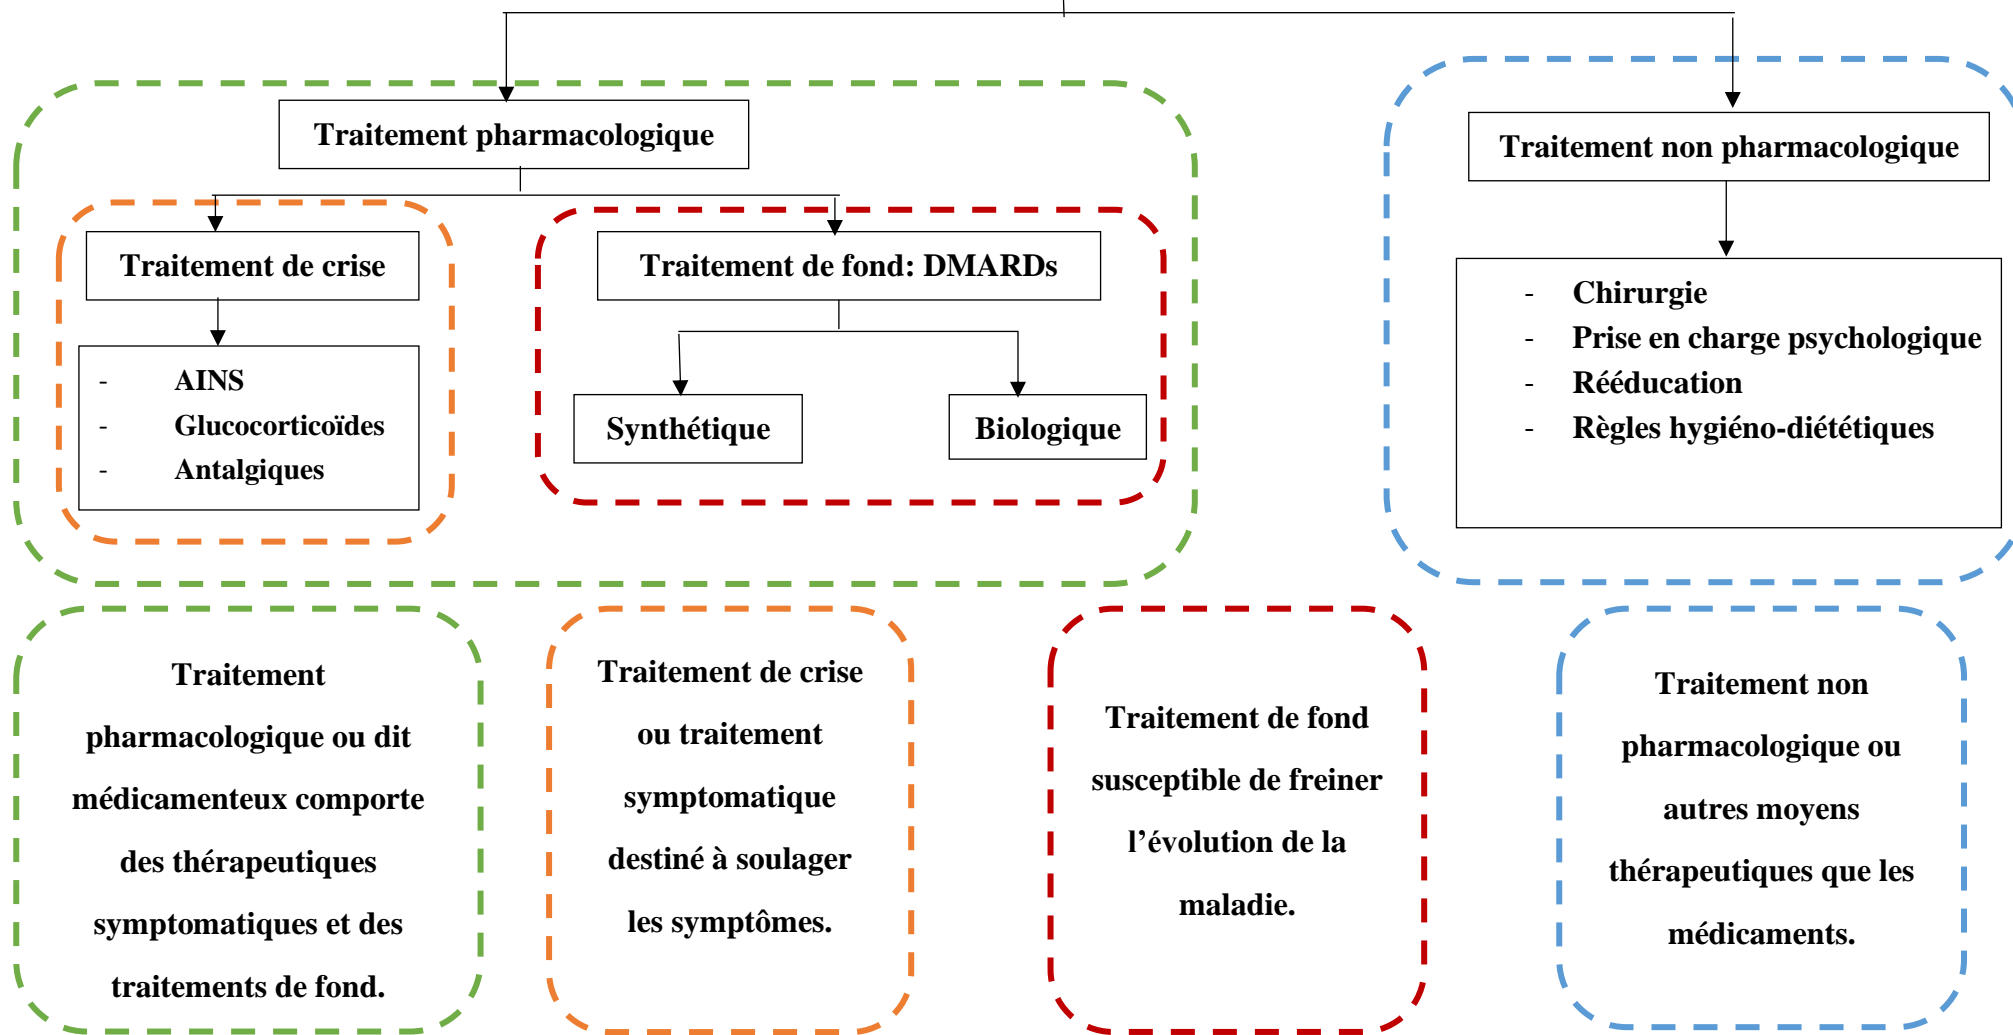 Traitement pharmacologique
Traitement non pharmacologique
Traitement de crise
Traitement de fond: DMARDs
- AINS
- Glucocorticoïdes
- Antalgiques
Synthétique
Biologique
- Chirurgie
- Prise en charge psychologique
- Rééducation
- Règles hygiéno-diététiques
Traitement
pharmacologique ou dit
médicamenteux comporte
des thérapeutiques
symptomatiques et des
traitements de fond.
Traitement de crise
ou traitement
symptomatique
destiné à soulager
les symptômes.
Traitement de fond
susceptible de freiner
l’évolution de la
maladie.
Traitement non
pharmacologique ou
autres moyens
thérapeutiques que les
médicaments.